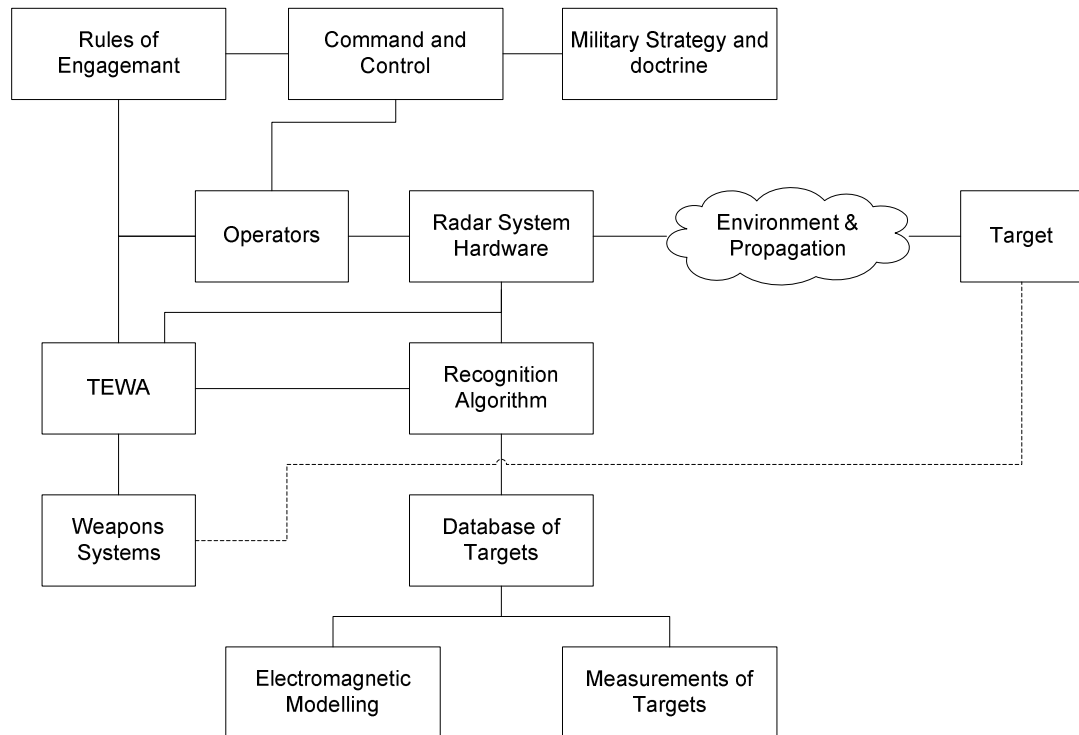 Rules of
Engagemant
Command and
Control
Military Strategy and
doctrine
Operators
Radar System
Hardware
Environment &
Propagation
Target
TEWA
Recognition
Algorithm
Weapons
Systems
Database of
Targets
Electromagnetic
Modelling
Measurements of
Targets